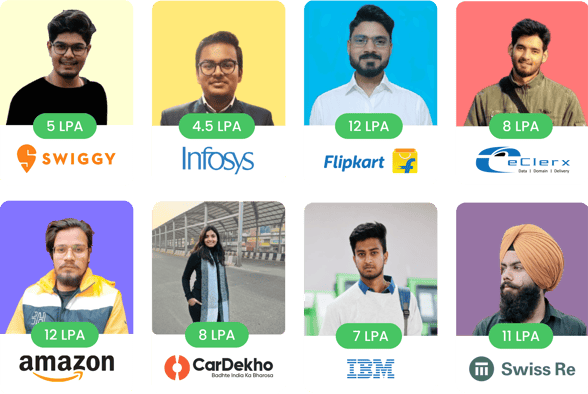 5 LPA
4.5 LPA
12 LPA
8 LPA
SWIGGY
Infosys
Flipkart
eClerx
Data | Domain | Delivery
12 LPA
8 LPA
7 LPA
11 LPA
amazon
CarDekho
Badhte India Ka Bharosa
IBM
Swiss Re